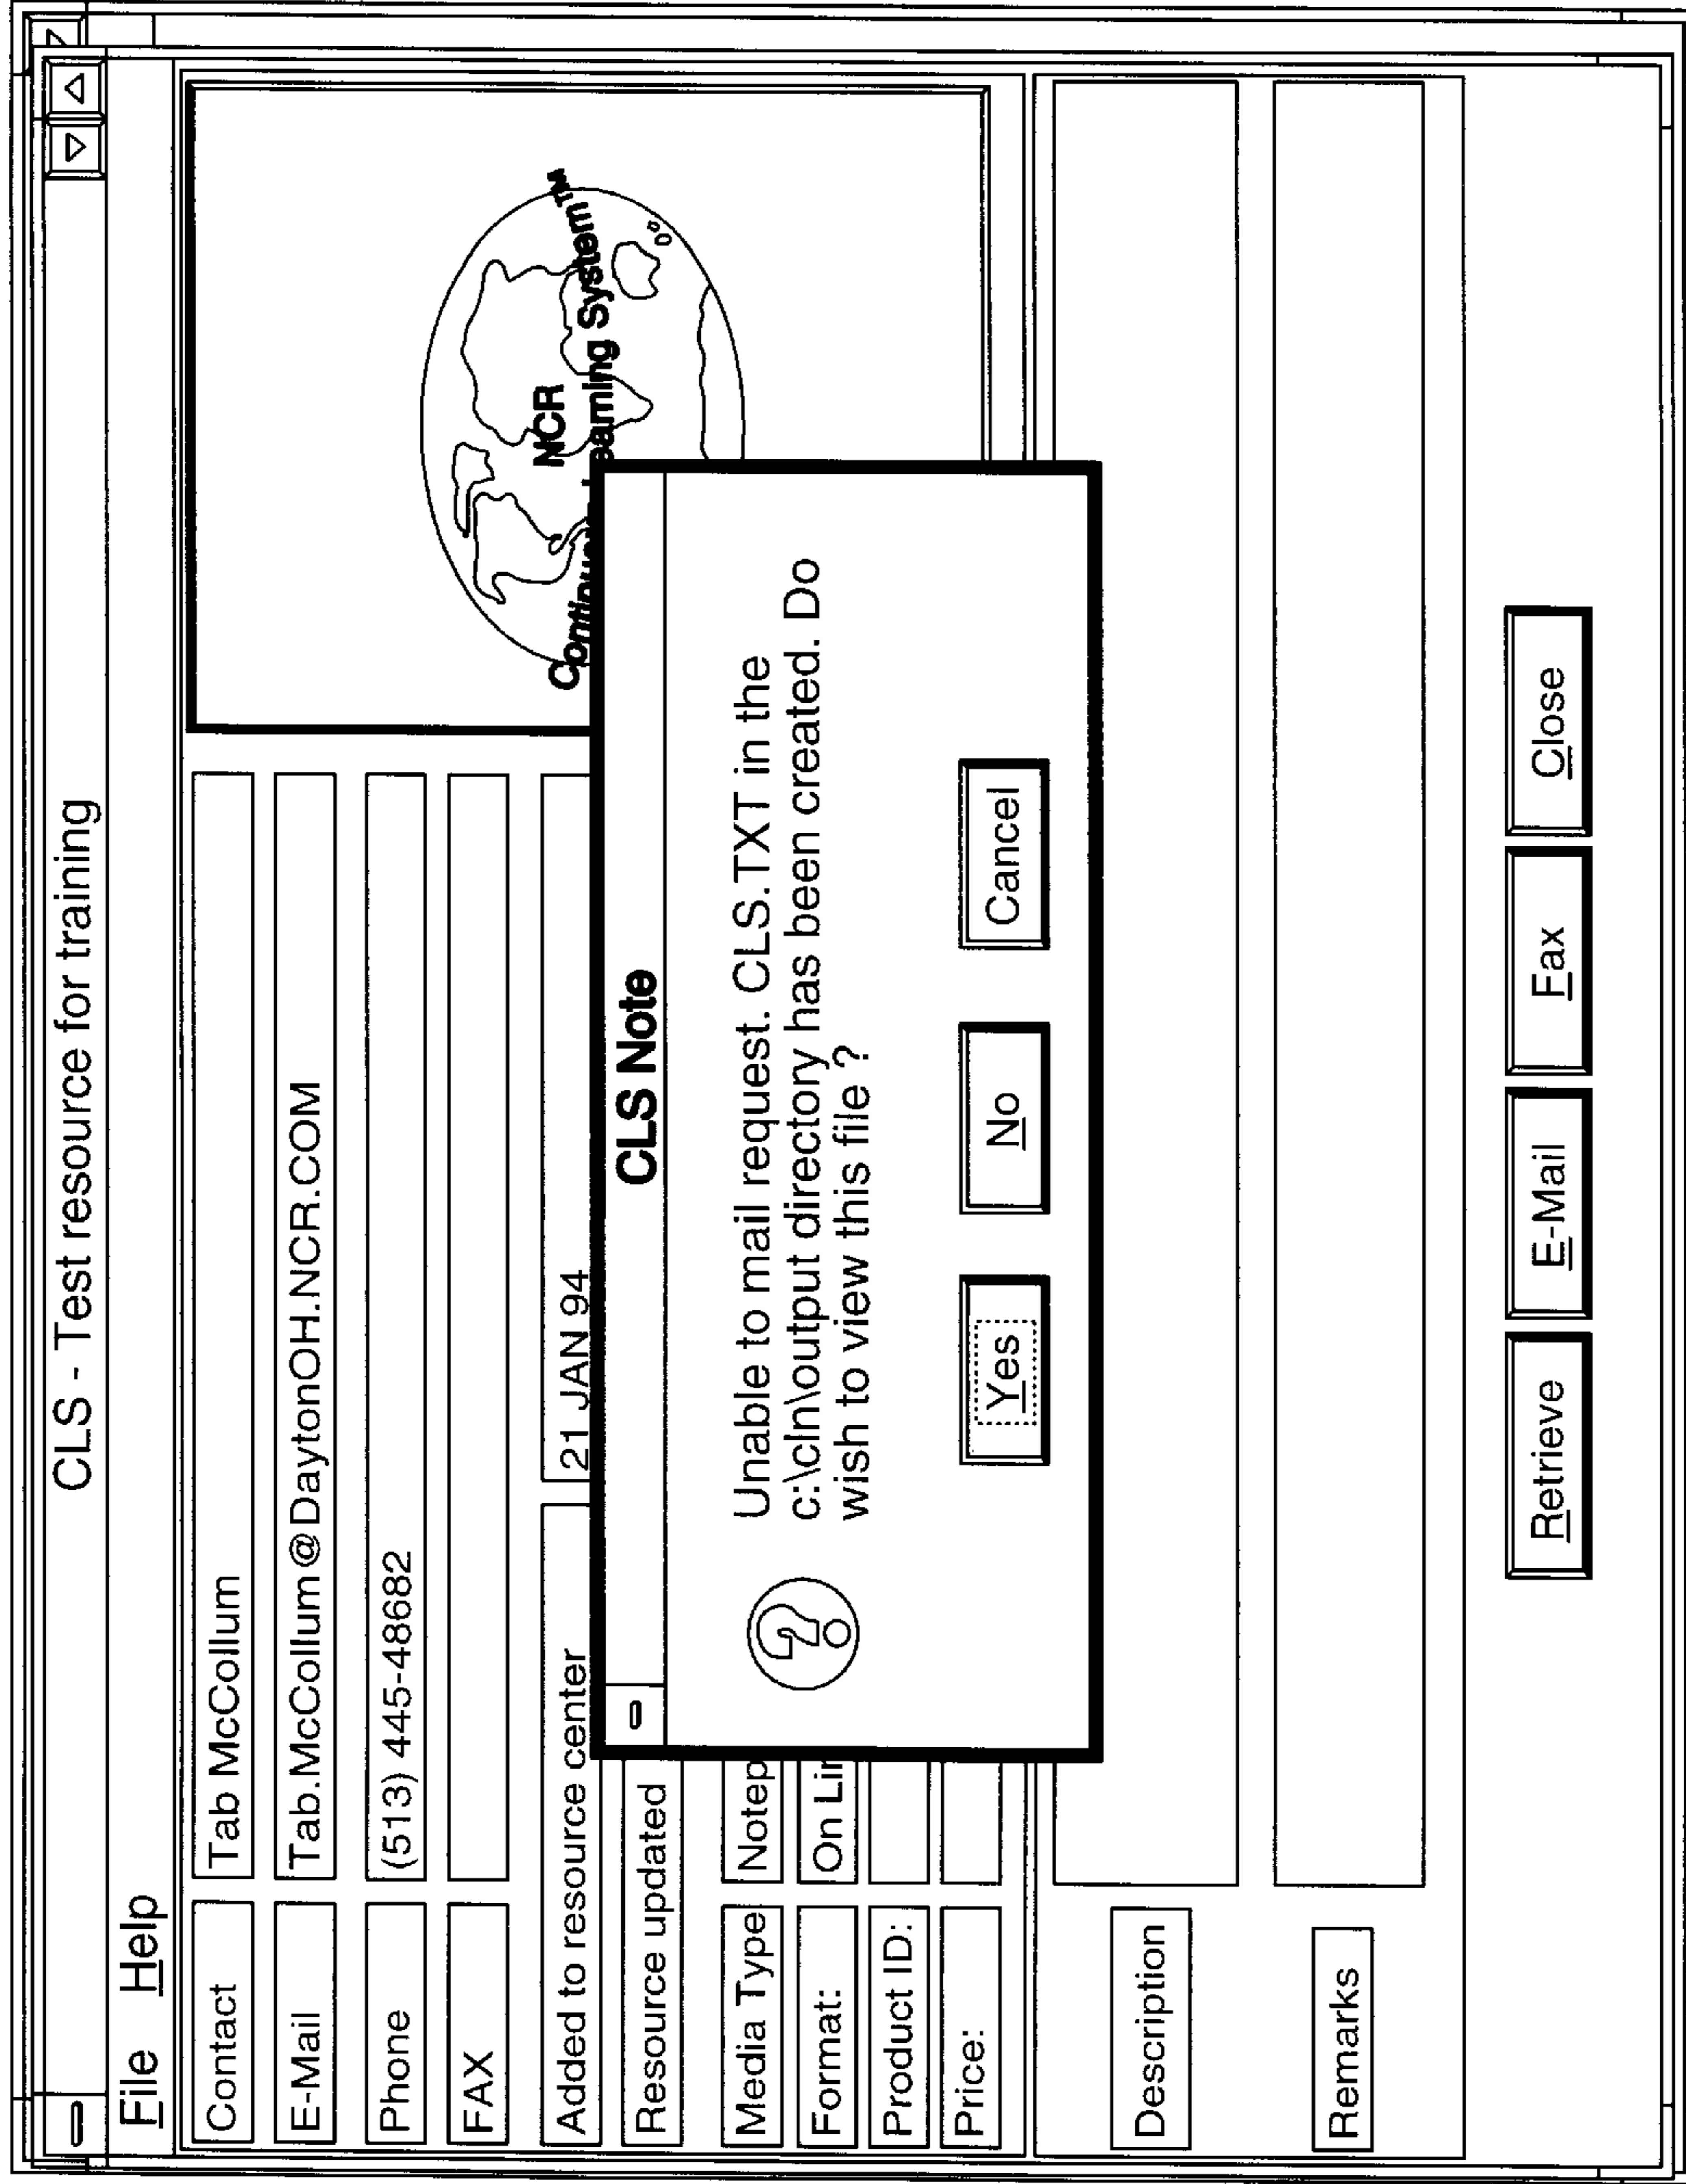 CLS - Test resource for training
File Help
Contact Tab McCollum
E-Mail Tab.McCollum@DaytonOH.NCR.COM
Phone (513) 445-48682
FAX
Added to resource center 21 JAN 94
Resource updated
Media Type Notep
Format: On Lin
Product ID:
Price:
NCR
Continuous Learning System™
CLS Note
Unable to mail request. CLS.TXT in the
c:\cln\output directory has been created. Do
wish to view this file ?
Yes No Cancel
Description
Remarks
Retrieve E-Mail Fax Close